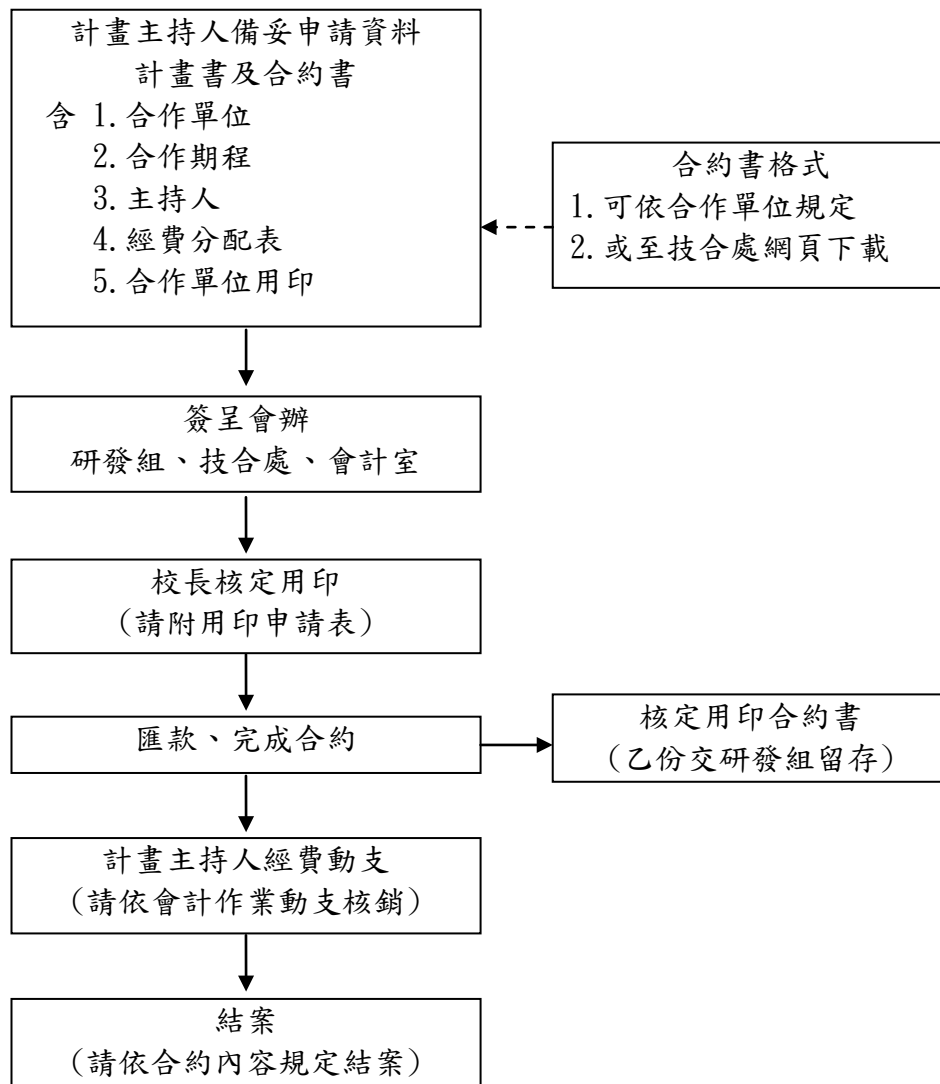 計畫主持人備妥申請資料
計畫書及合約書
含 1.合作單位
2.合作期程
3.主持人
4.經費分配表
5.合作單位用印
合約書格式
1.可依合作單位規定
2.或至技合處網頁下載
簽呈會辦
研發組、技合處、會計室
校長核定用印
(請附用印申請表)
匯款、完成合約
核定用印合約書
(乙份交研發組留存)
計畫主持人經費動支
(請依會計作業動支核銷)
結案
(請依合約內容規定結案)